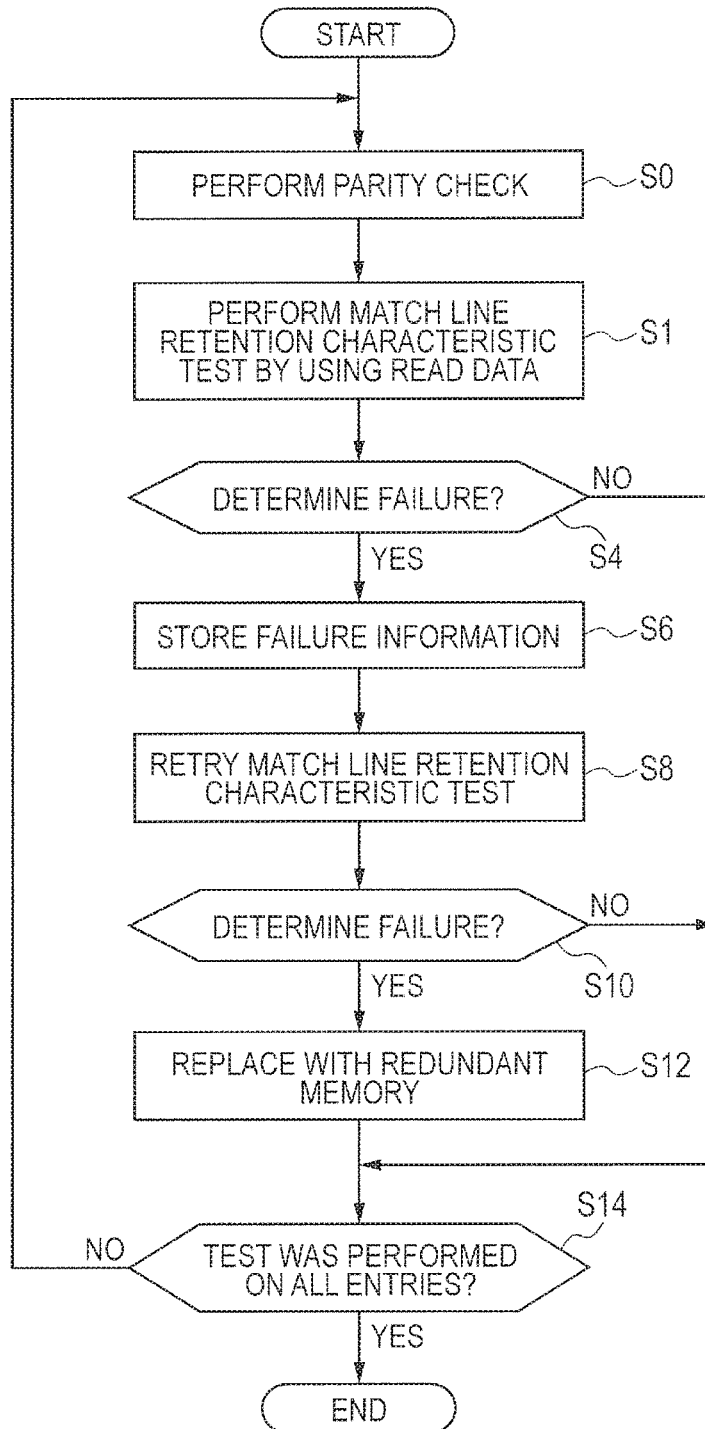 START
PERFORM PARITY CHECK
S0
PERFORM MATCH LINE
RETENTION CHARACTERISTIC
TEST BY USING READ DATA
S1
DETERMINE FAILURE?
NO
S4
YES
STORE FAILURE INFORMATION
S6
RETRY MATCH LINE RETENTION
CHARACTERISTIC TEST
S8
DETERMINE FAILURE?
NO
S10
YES
REPLACE WITH REDUNDANT
MEMORY
S12
S14
NO
TEST WAS PERFORMED
ON ALL ENTRIES?
YES
END